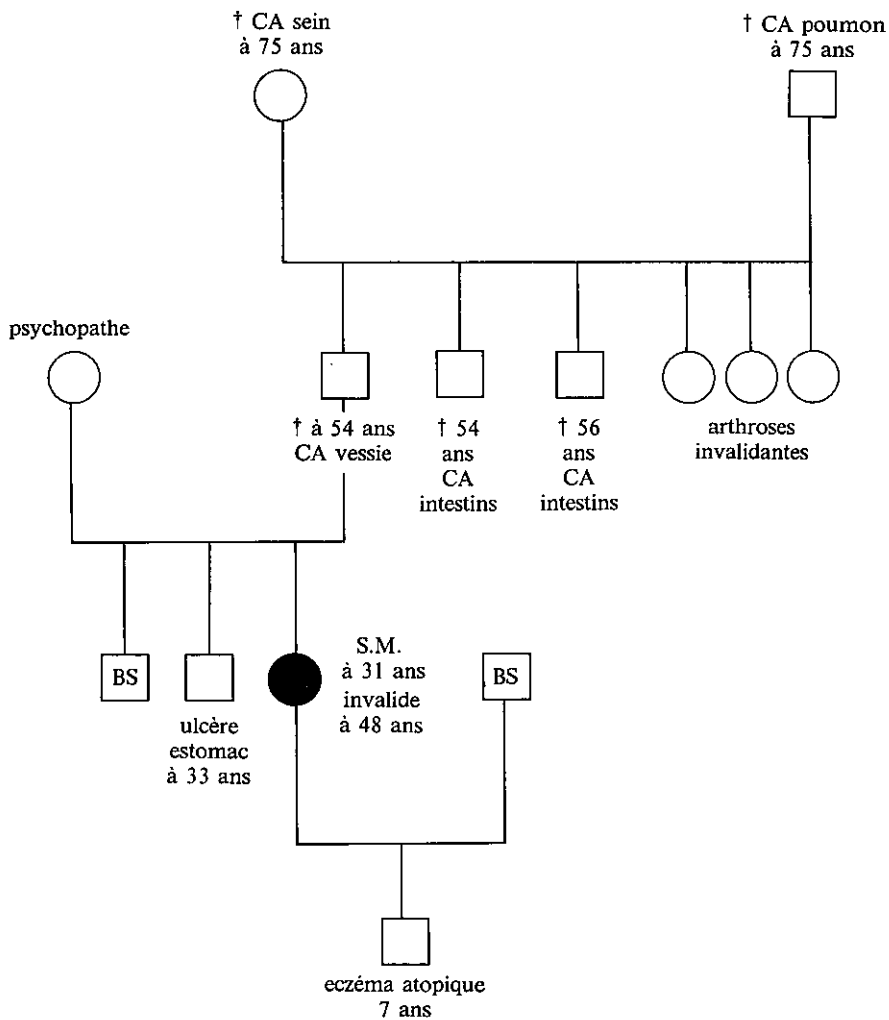 † CA sein
à 75 ans
† CA poumon
à 75 ans
psychopathe
† à 54 ans
CA vessie
† 54
ans
CA
intestins
† 56
ans
CA
intestins
arthroses
invalidantes
BS
ulcère
estomac
à 33 ans
S.M.
à 31 ans
invalide
à 48 ans
BS
eczéma atopique
7 ans